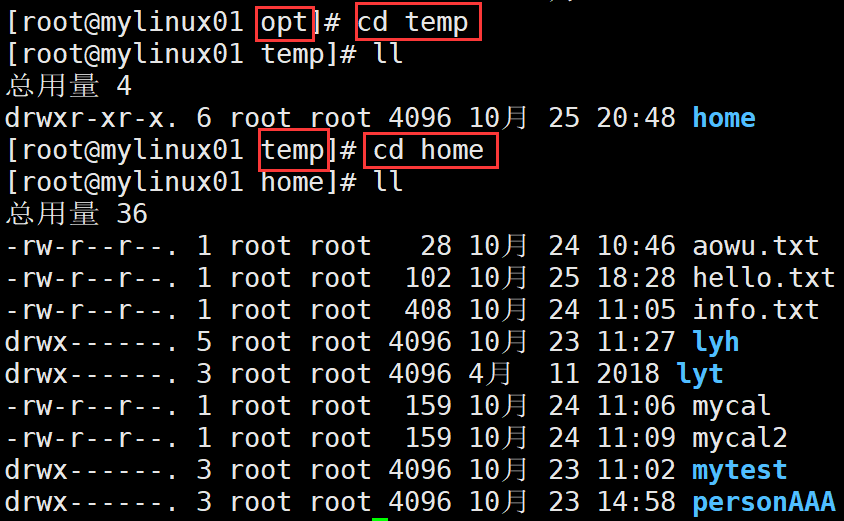 [root@mylinux01 opt]# cd temp
[root@mylinux01 temp]# ll
总用量 4
drwxr-xr-x. 6 root root 4096 10月 25 20:48 home
[root@mylinux01 temp]# cd home
[root@mylinux01 home]# ll
总用量 36
-rw-r--r--. 1 root root   28 10月 24 10:46 aowu.txt
-rw-r--r--. 1 root root  102 10月 25 18:28 hello.txt
-rw-r--r--. 1 root root  408 10月 24 11:05 info.txt
drwx------. 5 root root 4096 10月 23 11:27 lyh
drwx------. 3 root root 4096 4月  11 2018 lyt
-rw-r--r--. 1 root root  159 10月 24 11:06 mycal
-rw-r--r--. 1 root root  159 10月 24 11:09 mycal2
drwx------. 3 root root 4096 10月 23 11:02 mytest
drwx------. 3 root root 4096 10月 23 14:58 personAAA